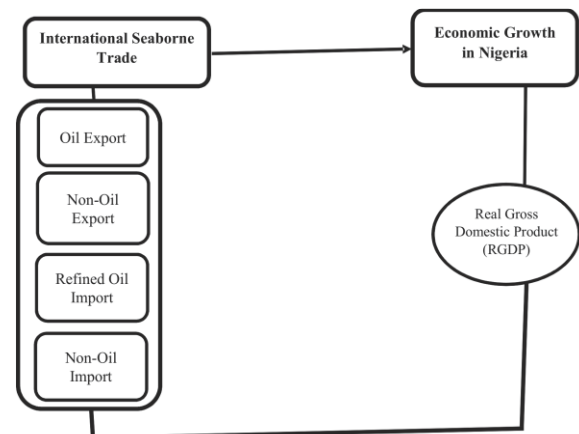 International Seaborne
Trade
Economic Growth
in Nigeria
Oil Export
Non-Oil
Export
Refined Oil
Import
Non-Oil
Import
Real Gross
Domestic Product
(RGDP)